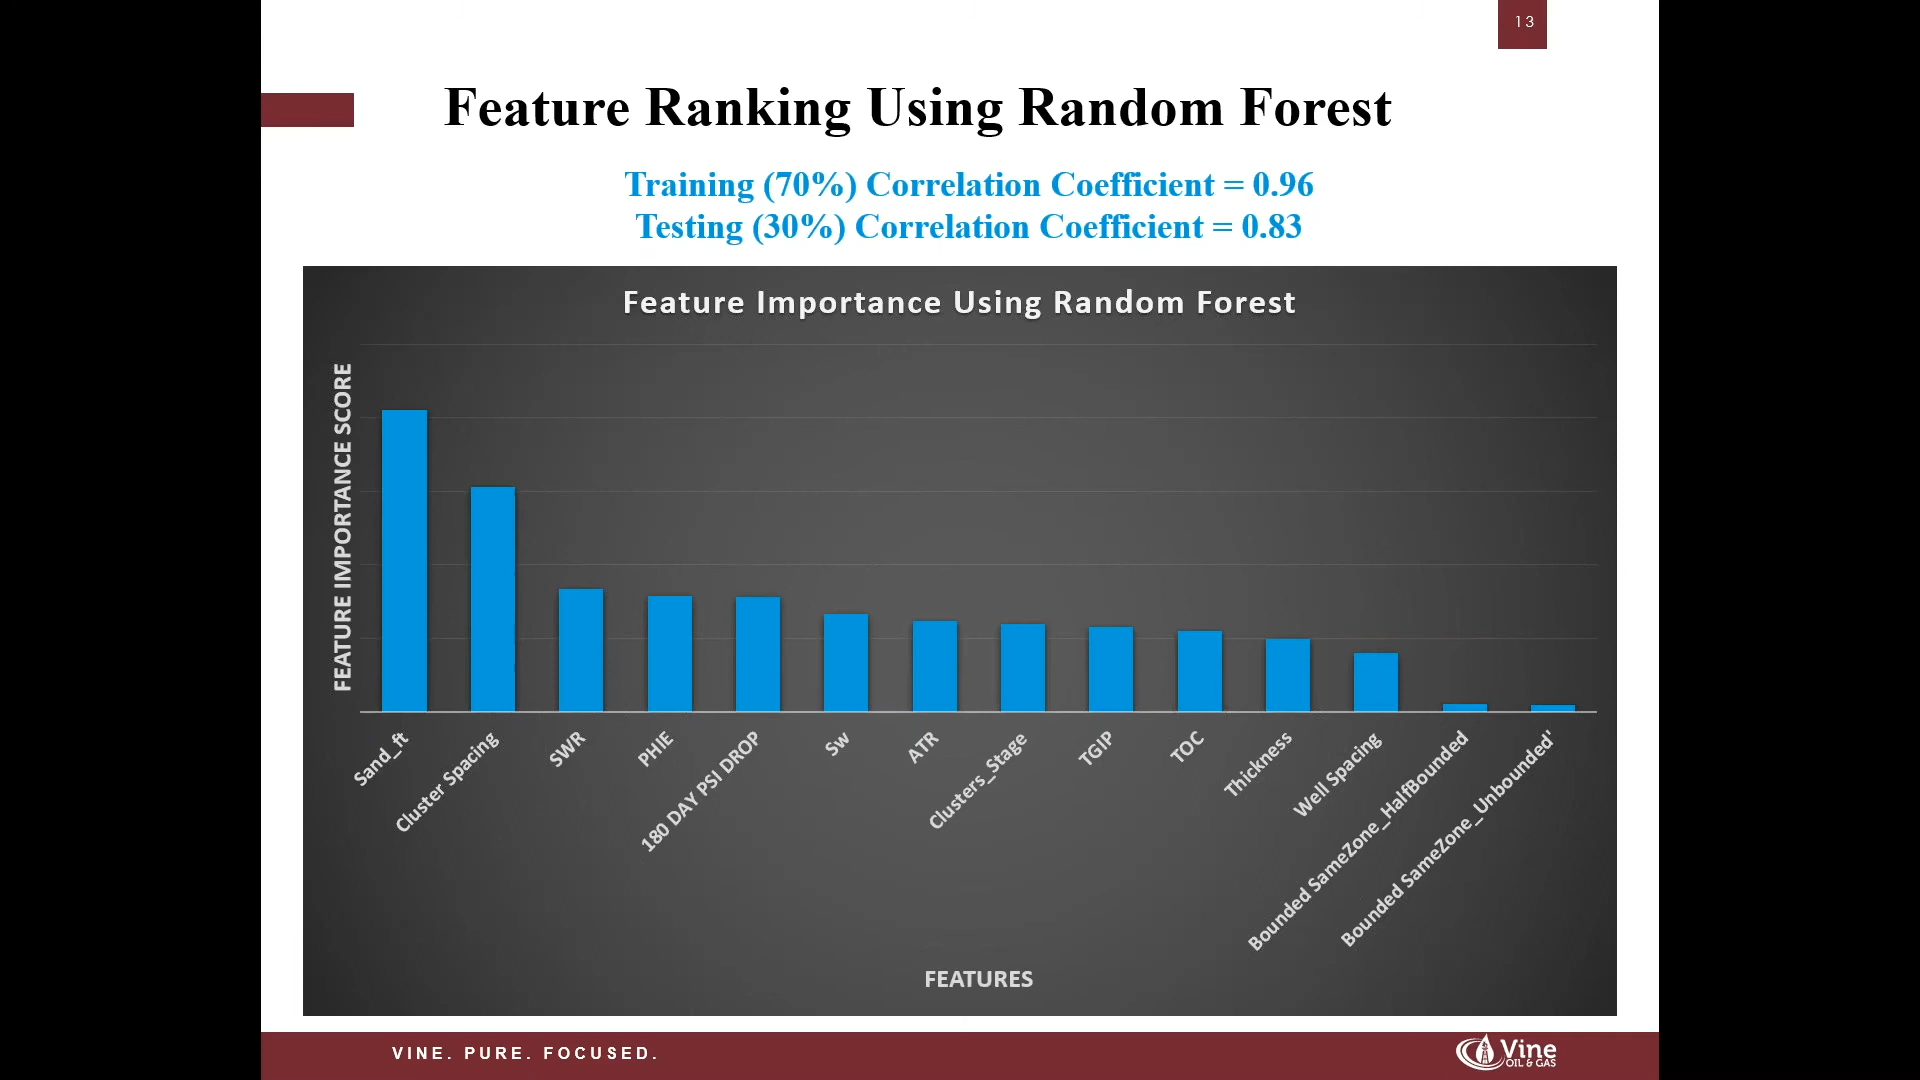 13
Feature Ranking Using Random Forest
Training (70%) Correlation Coefficient = 0.96
Testing (30%) Correlation Coefficient = 0.83
Feature Importance Using Random Forest
FEATURE IMPORTANCE SCORE
Sand_ft
Cluster Spacing
SWR
PHIE
180 DAY PSI DROP
Sw
ATR
Clusters_Stage
TGIP
TOC
Thickness
Well Spacing
Bounded SameZone_HalfBounded
Bounded SameZone_Unbounded'
FEATURES
VINE. PURE. FOCUSED.
Vine
OIL & GAS